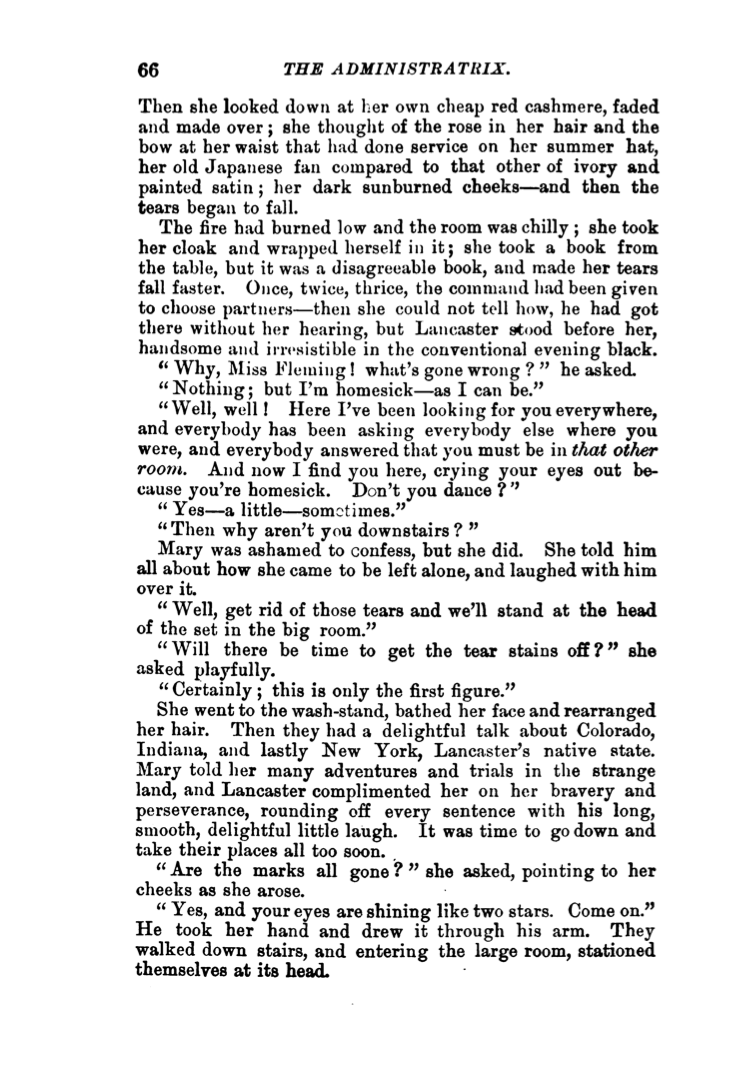 66 THE ADMINISTRATRIX.
Then she looked down at her own cheap red cashmere, faded
and made over; she thought of the rose in her hair and the
bow at her waist that had done service on her summer hat,
her old Japanese fan compared to that other of ivory and
painted satin; her dark sunburned cheeks—and then the
tears began to fall.
The fire had burned low and the room was chilly; she took
her cloak and wrapped herself in it; she took a book from
the table, but it was a disagreeable book, and made her tears
fall faster. Once, twice, thrice, the command had been given
to choose partners—then she could not tell how, he had got
there without her hearing, but Lancaster stood before her,
handsome and irresistible in the conventional evening black.
"Why, Miss Fleming! what's gone wrong?" he asked.
"Nothing; but I'm homesick—as I can be."
"Well, well! Here I've been looking for you everywhere,
and everybody has been asking everybody else where you
were, and everybody answered that you must be in that other
room. And now I find you here, crying your eyes out be-
cause you're homesick. Don't you dance?"
"Yes—a little—sometimes."
"Then why aren't you downstairs?"
Mary was ashamed to confess, but she did. She told him
all about how she came to be left alone, and laughed with him
over it.
"Well, get rid of those tears and we'll stand at the head
of the set in the big room."
"Will there be time to get the tear stains off?" she
asked playfully.
"Certainly; this is only the first figure."
She went to the wash-stand, bathed her face and rearranged
her hair. Then they had a delightful talk about Colorado,
Indiana, and lastly New York, Lancaster's native state.
Mary told her many adventures and trials in the strange
land, and Lancaster complimented her on her bravery and
perseverance, rounding off every sentence with his long,
smooth, delightful little laugh. It was time to go down and
take their places all too soon.
"Are the marks all gone?" she asked, pointing to her
cheeks as she arose.
"Yes, and your eyes are shining like two stars. Come on."
He took her hand and drew it through his arm. They
walked down stairs, and entering the large room, stationed
themselves at its head.